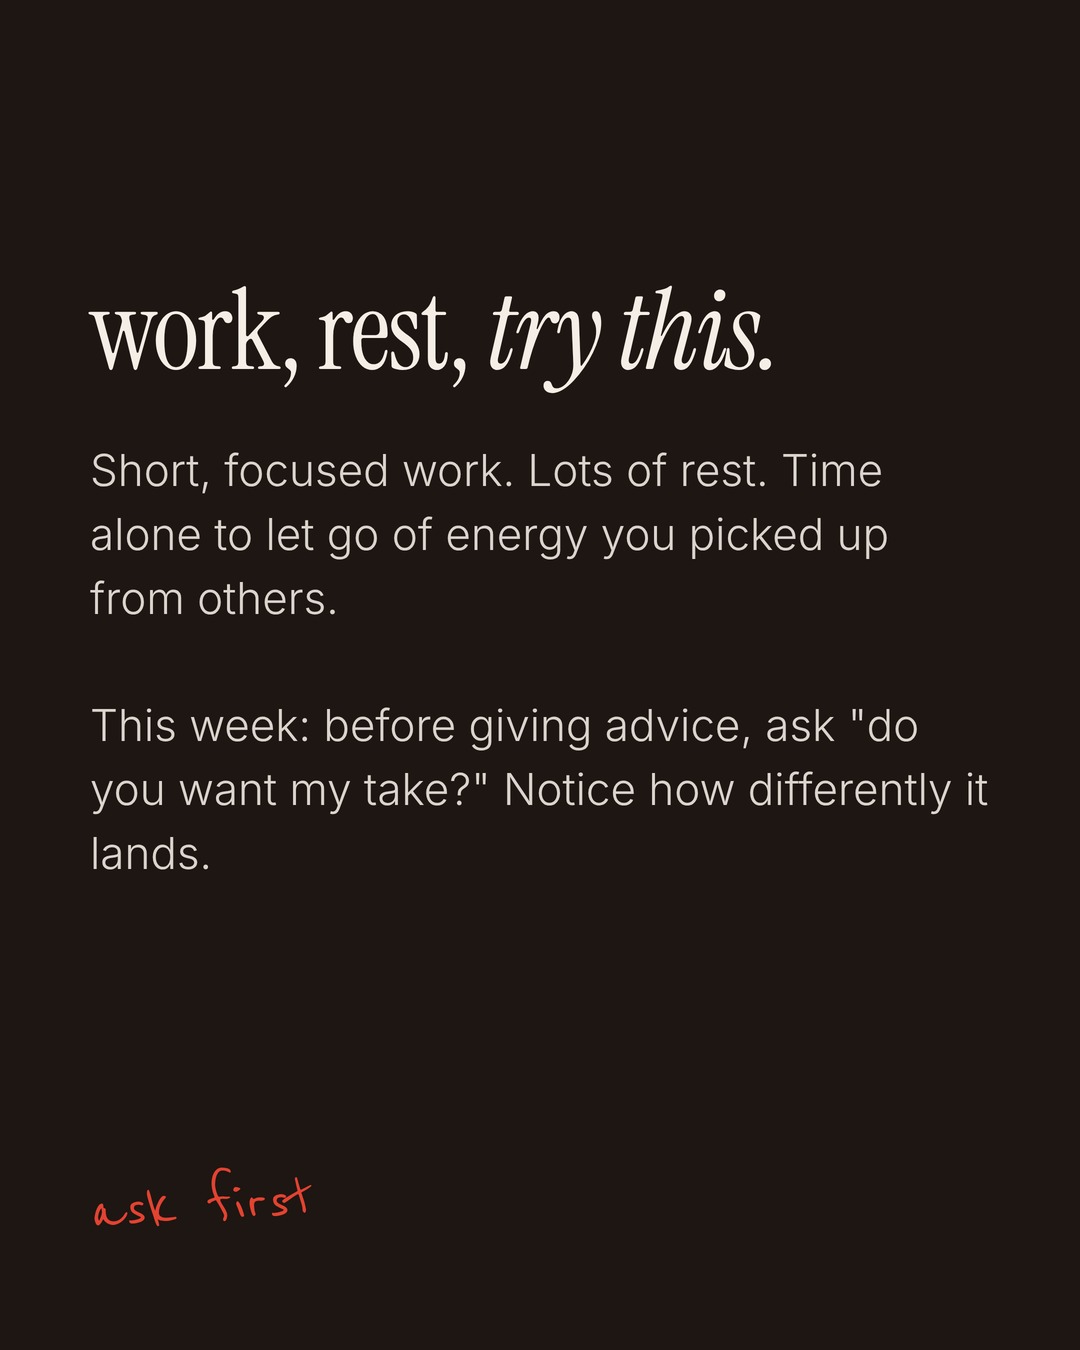 work, rest, try this.
Short, focused work. Lots of rest. Time
alone to let go of energy you picked up
from others.
This week: before giving advice, ask "do
you want my take?" Notice how differently it
lands.
ask first